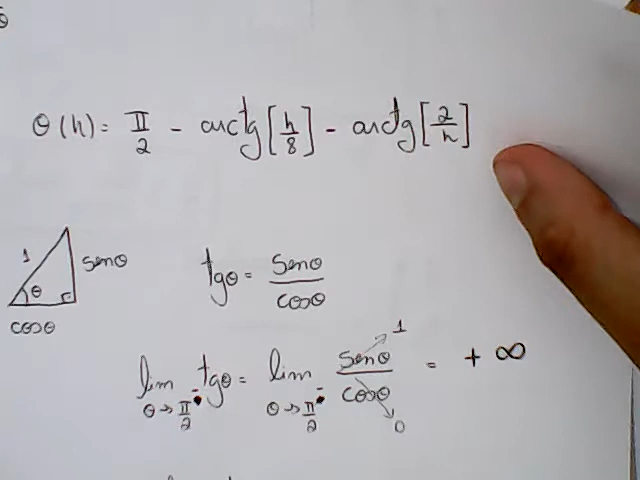 θ
θ(h) = π/2 - arctg[h/8] - arctg[2/h]
1 senθ
θ
cosθ
tgθ = senθ/cosθ
lim θ→π/2⁻ tgθ = lim θ→π/2⁻ senθ→1/cosθ→0 = +∞